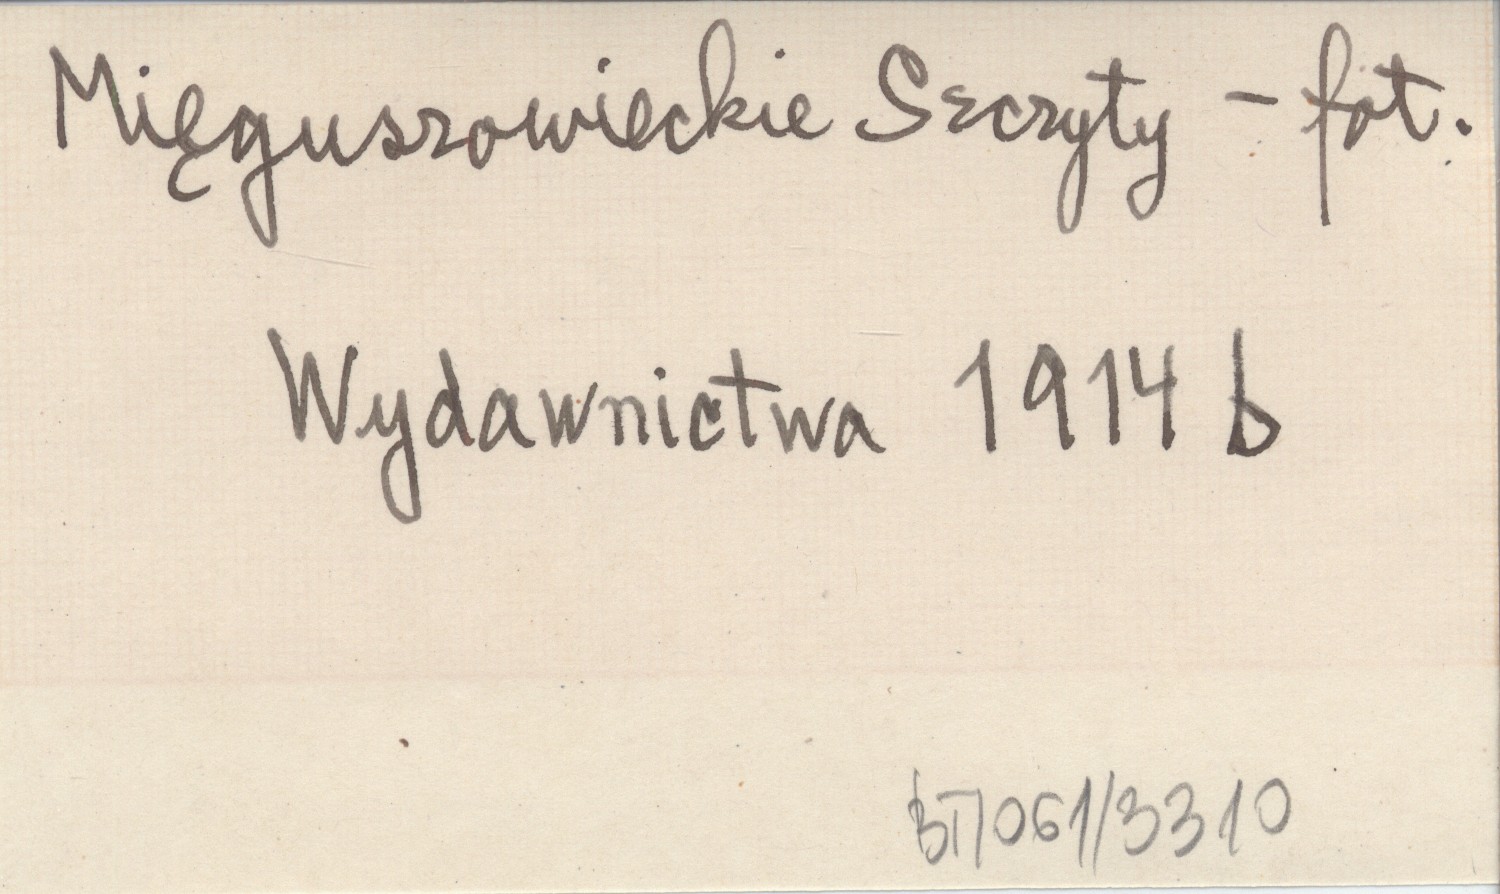 Mięguszowieckie Szczyty - fot.
Wydawnictwa 1914 b
BT/061/3310